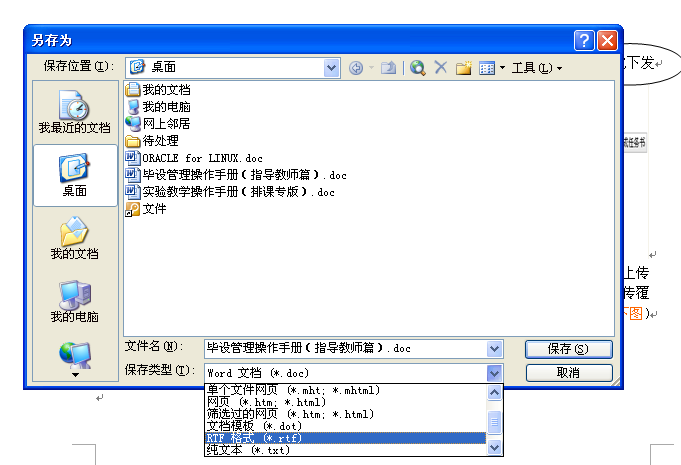 另存为
保存位置(I):
桌面
工具(L)
我最近的文档
桌面
我的文档
我的电脑
我的文档
我的电脑
网上邻居
待处理
ORACLE for LINUX.doc
毕设管理操作手册(指导教师篇).doc
实验教学操作手册(排课专版).doc
文件
文件名(N):
毕设管理操作手册(指导教师篇).doc
保存(S)
保存类型(T):
Word 文档 (*.doc)
取消
单个文件网页 (*.mht; *.mhtml)
网页 (*.htm; *.html)
筛选过的网页 (*.htm; *.html)
文档模板 (*.dot)
RTF 格式 (*.rtf)
纯文本 (*.txt)
下发
任务书
上传
传覆
图)